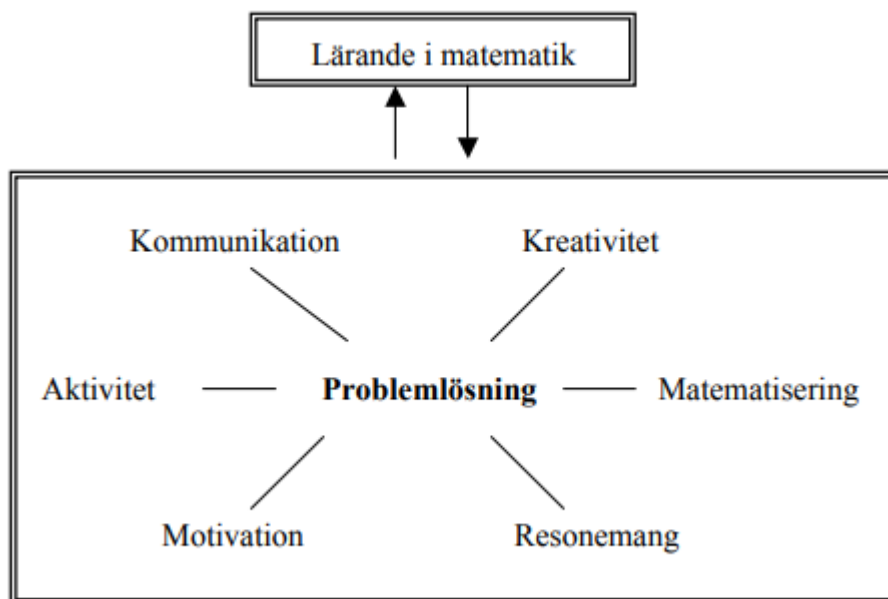 Lärande i matematik
Kommunikation
Kreativitet
Aktivitet
Problemlösning
Matematisering
Motivation
Resonemang